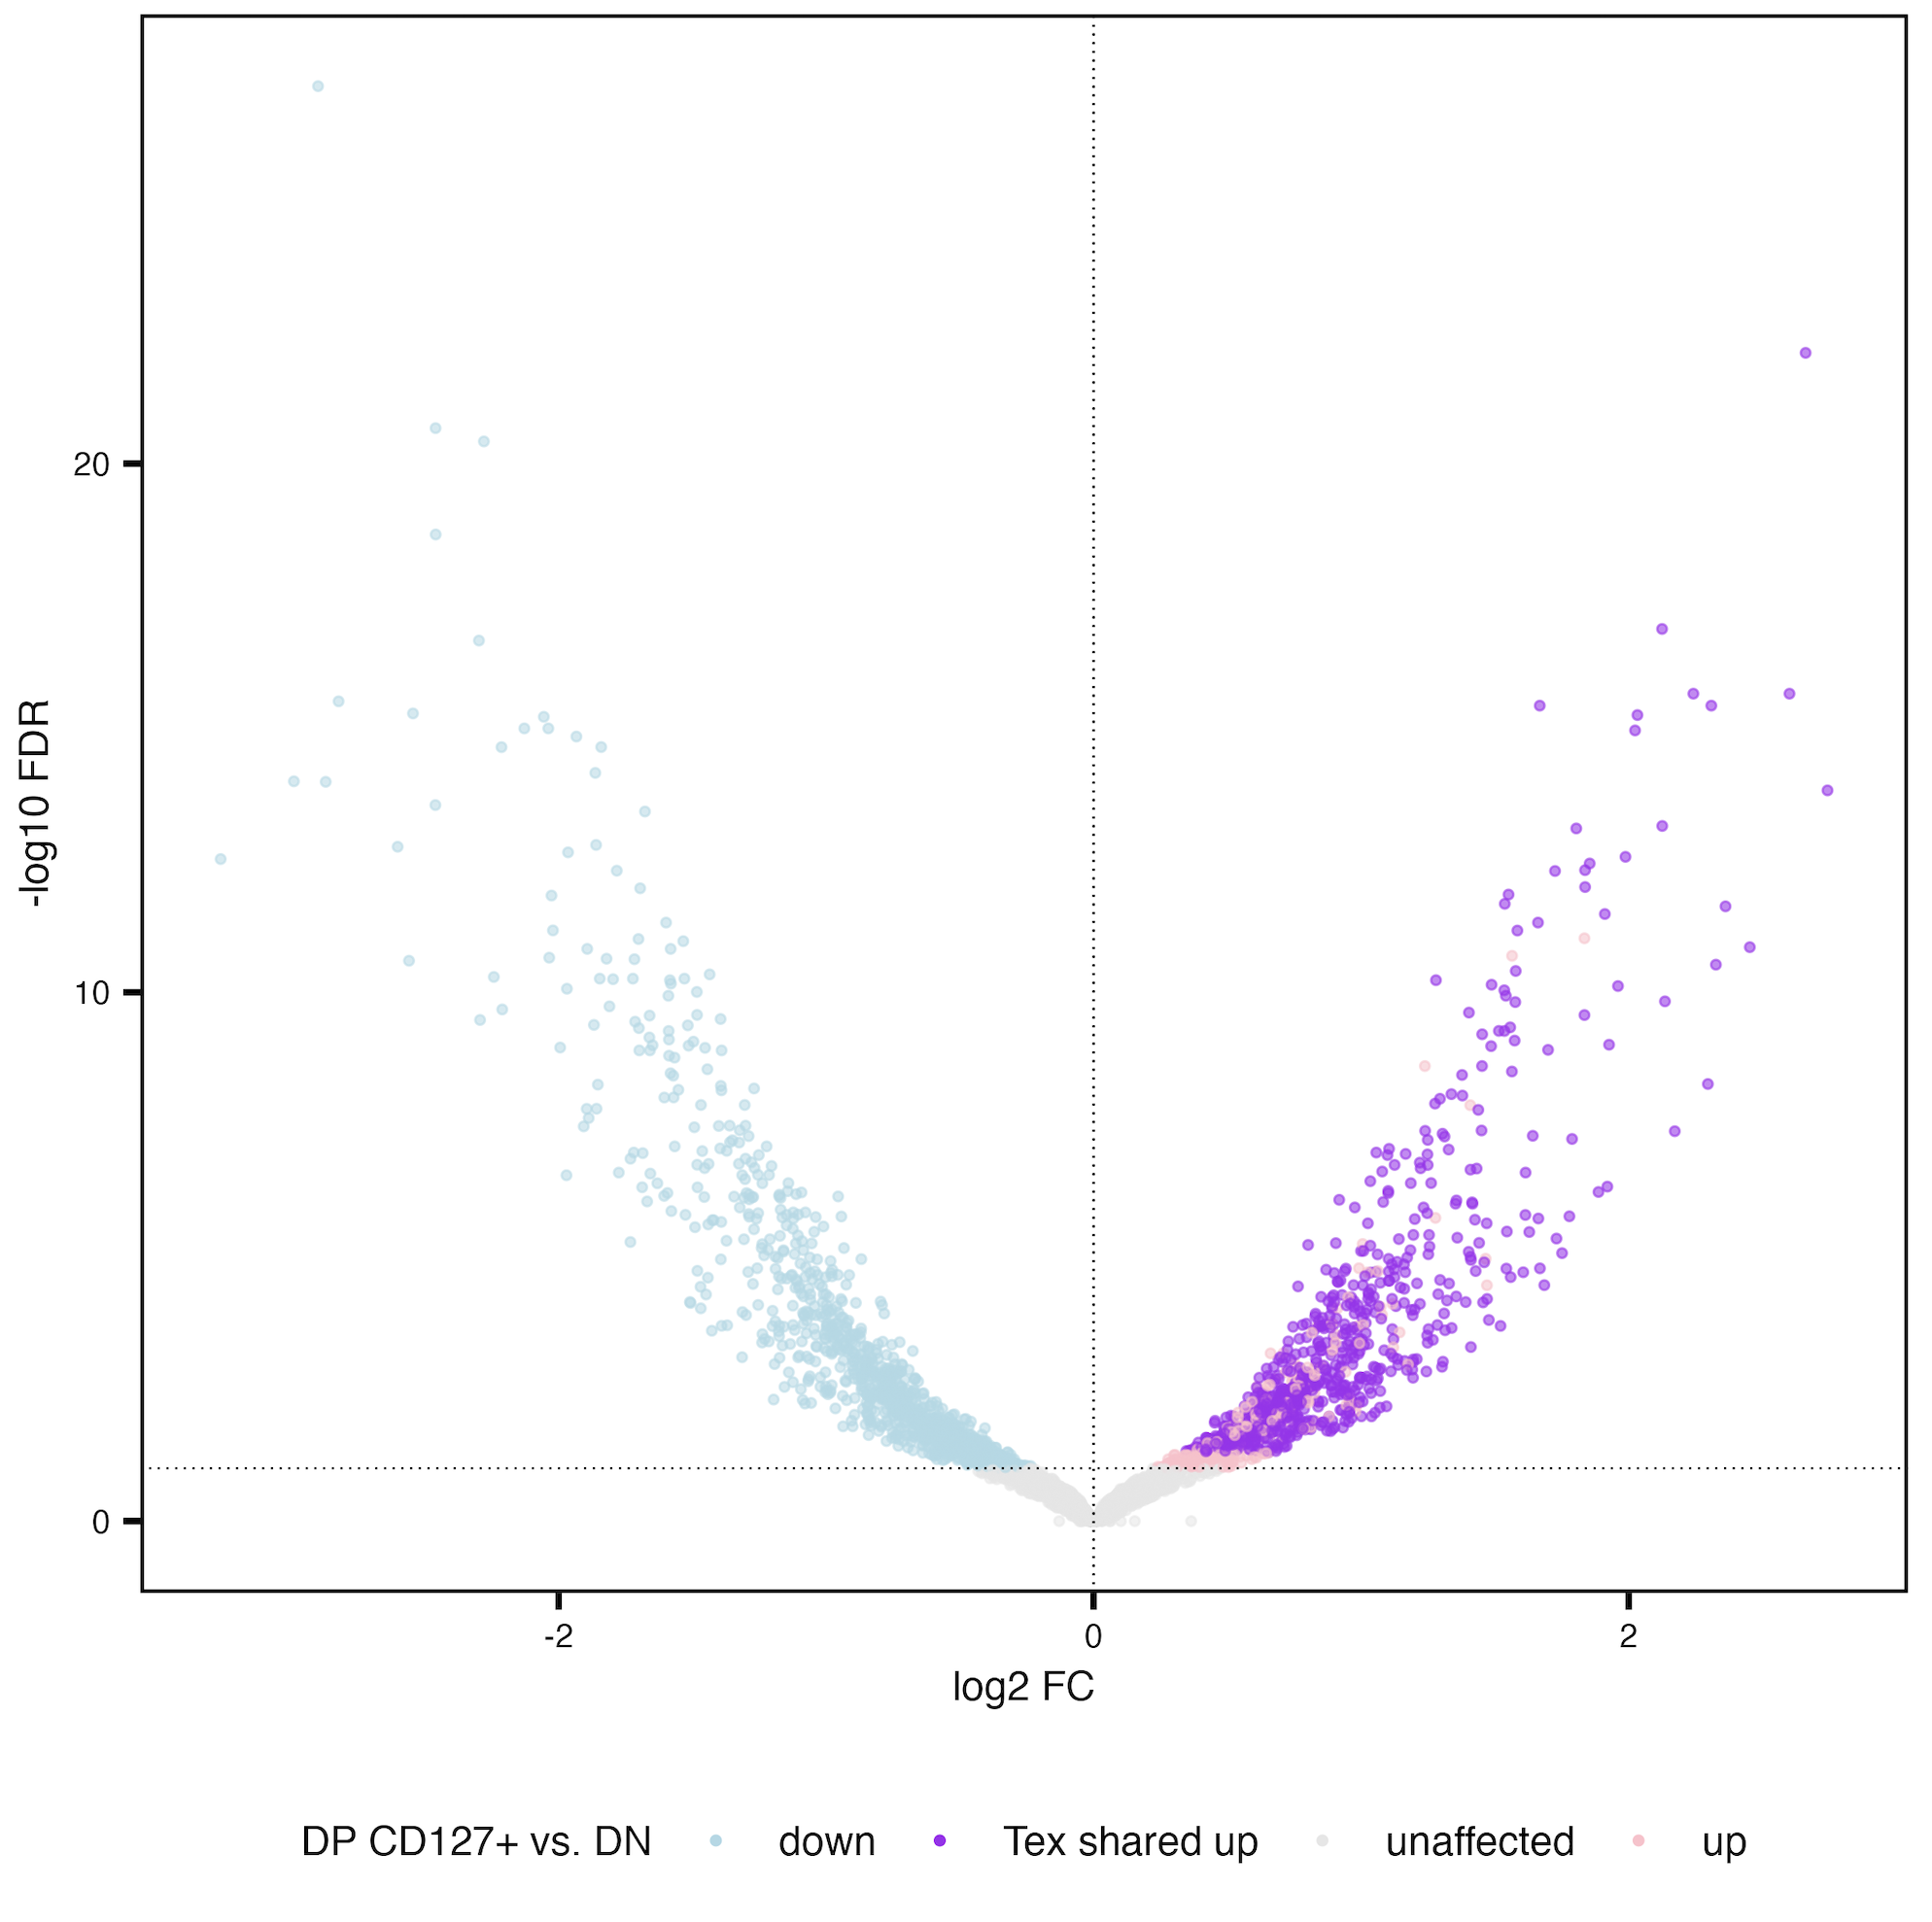 -log10 FDR
20
10
0
-2 0 2
log2 FC
DP CD127+ vs. DN down Tex shared up unaffected up